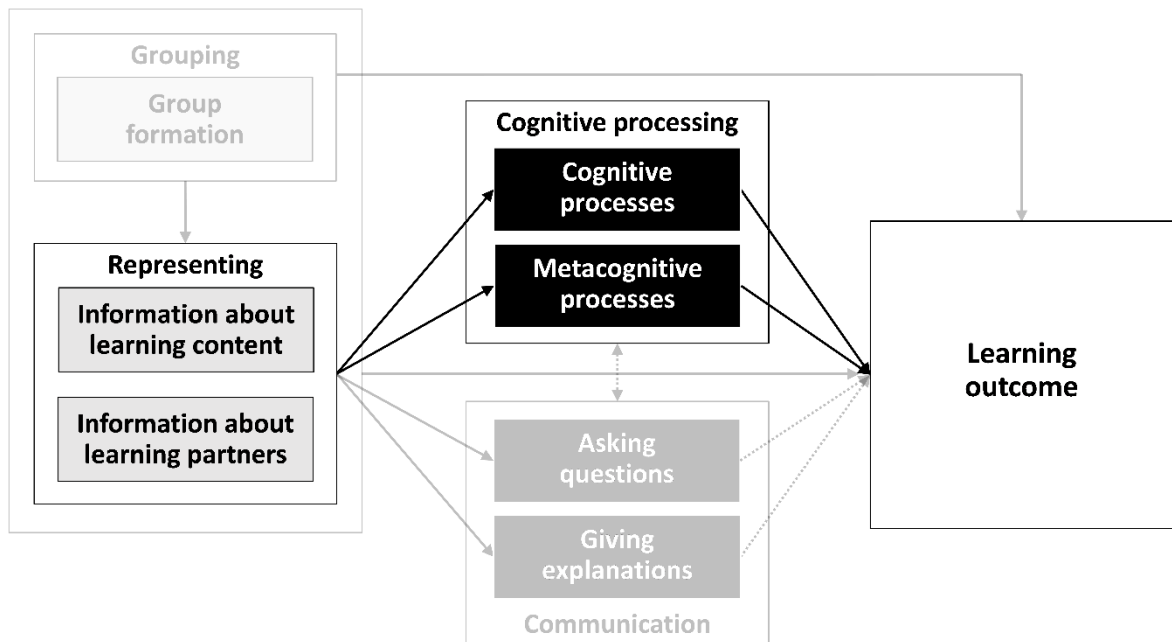 Grouping
Group
formation
Representing
Information about
learning content
Information about
learning partners
Cognitive processing
Cognitive
processes
Metacognitive
processes
Asking
questions
Giving
explanations
Communication
Learning
outcome